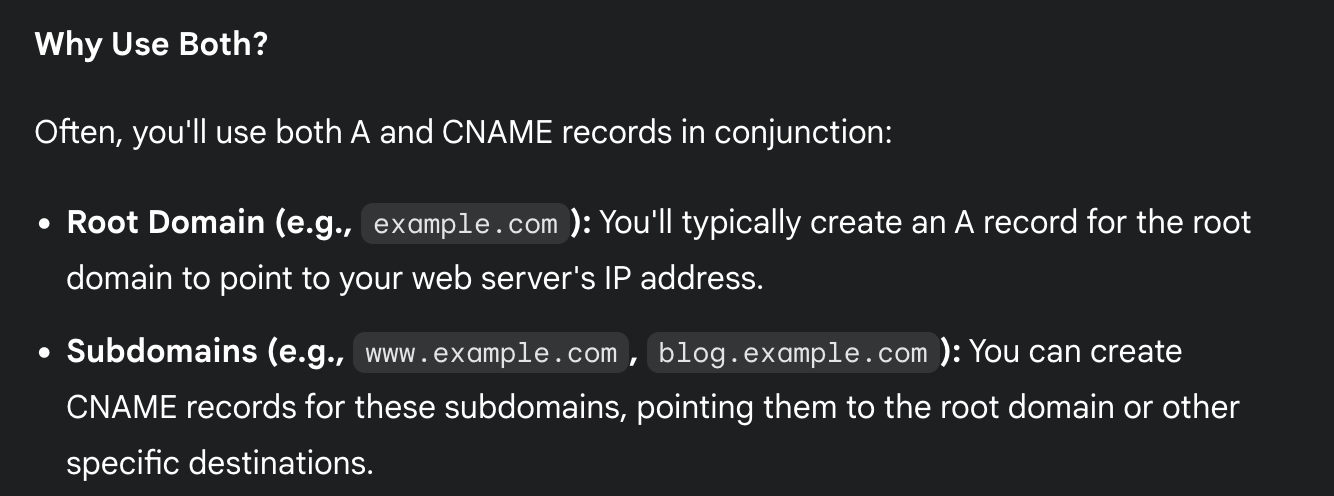 Why Use Both?
Often, you'll use both A and CNAME records in conjunction:
• Root Domain (e.g., example.com): You'll typically create an A record for the root
domain to point to your web server's IP address.
• Subdomains (e.g., www.example.com, blog.example.com): You can create
CNAME records for these subdomains, pointing them to the root domain or other
specific destinations.